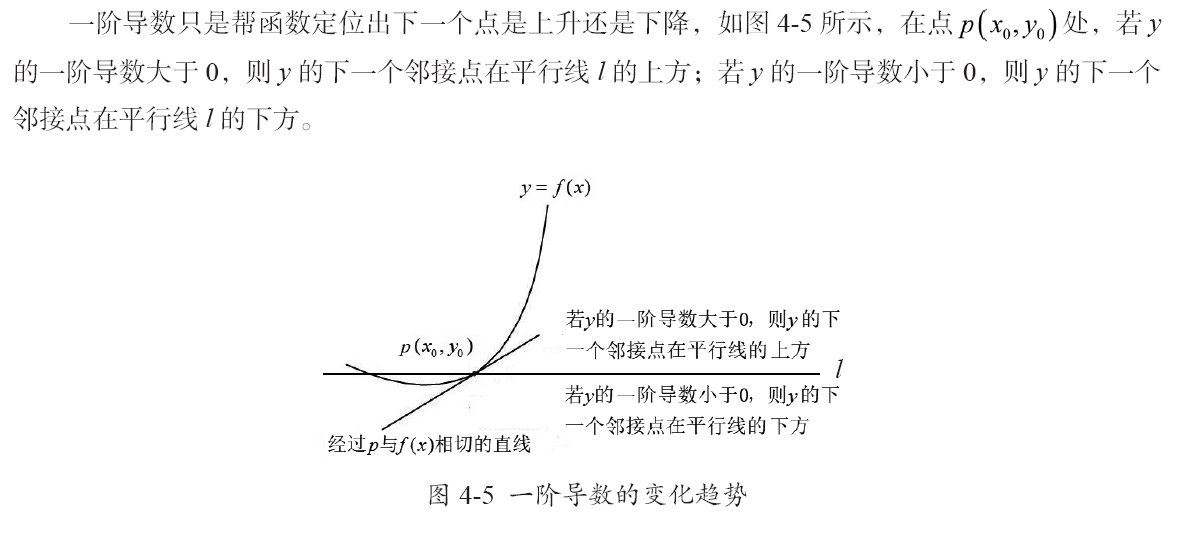 一阶导数只是帮函数定位出下一个点是上升还是下降，如图 4-5 所示，在点 p(x₀,y₀) 处，若 y
的一阶导数大于 0，则 y 的下一个邻接点在平行线 l 的上方；若 y 的一阶导数小于 0，则 y 的下一个
邻接点在平行线 l 的下方。
y = f(x)
若y的一阶导数大于0，则y的下
p(x₀,y₀)
一个邻接点在平行线的上方
l
若y的一阶导数小于0，则y的下
一个邻接点在平行线的下方
经过p与f(x)相切的直线
图 4-5 一阶导数的变化趋势